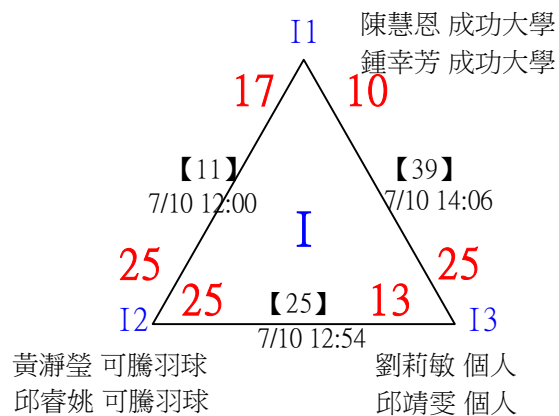 I1
陳慧恩 成功大學
鍾幸芳 成功大學
17
10
【11】
7/10 12:00
【39】
7/10 14:06
I
25
25
25
13
【25】
7/10 12:54
I2
I3
黃瀞瑩 可騰羽球
邱睿姚 可騰羽球
劉莉敏 個人
邱靖雯 個人